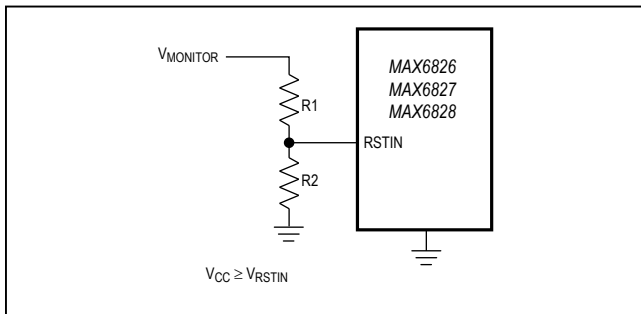 VMONITOR
MAX6826
MAX6827
MAX6828
R1
RSTIN
R2
VCC ≥ VRSTIN